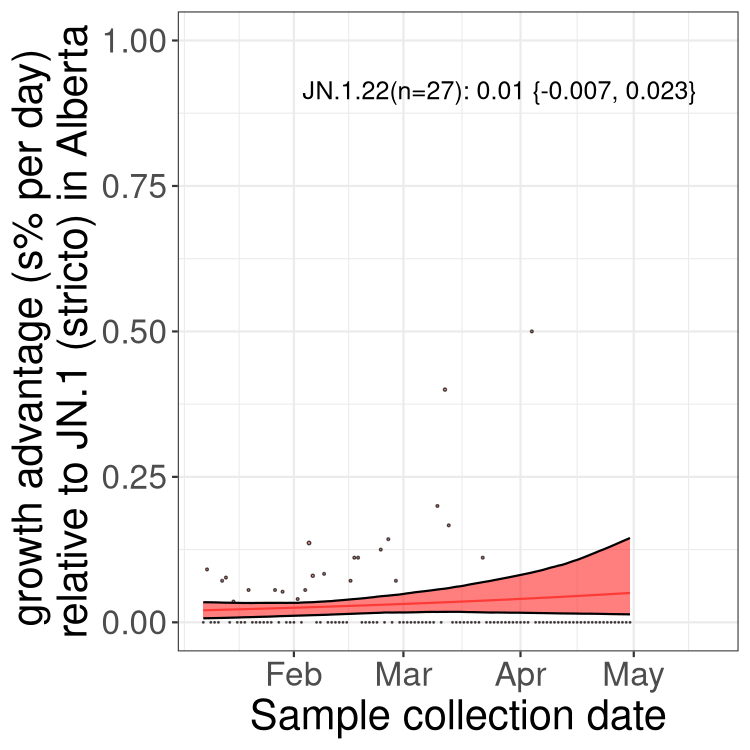 growth advantage (s% per day)
relative to JN.1 (stricto) in Alberta
1.00
JN.1.22(n=27): 0.01 {-0.007, 0.023}
0.75
0.50
0.25
0.00
Feb Mar Apr May
Sample collection date